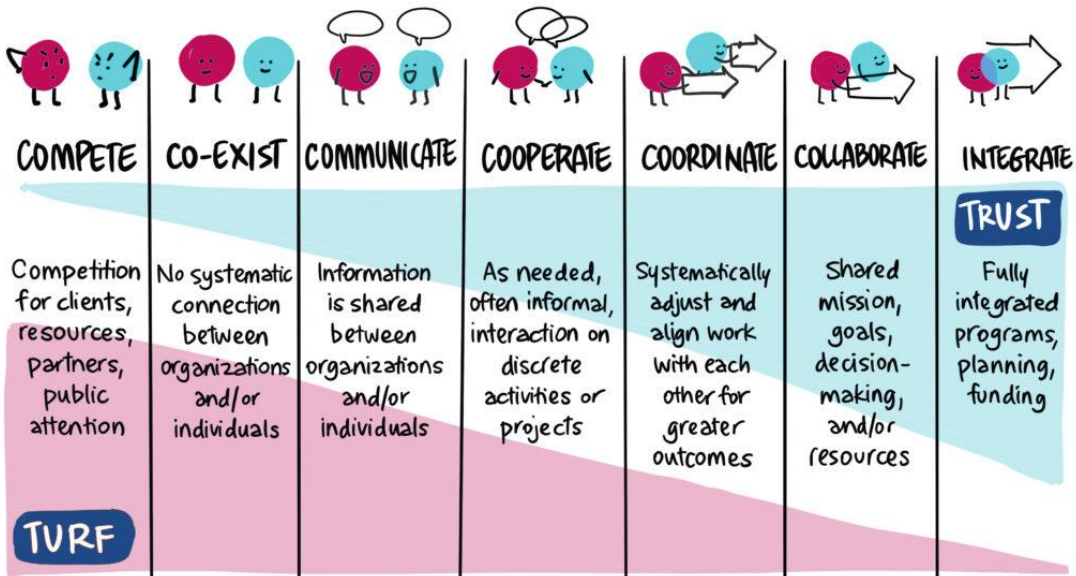 COMPETE
CO-EXIST
COMMUNICATE
COOPERATE
COORDINATE
COLLABORATE
INTEGRATE
TRUST
Competition
for clients,
resources,
partners,
public
attention
No systematic
connection
between
organizations
and/or
individuals
Information
is shared
between
organizations
and/or
individuals
As needed,
often informal,
interaction on
discrete
activities or
projects
Systematically
adjust and
align work
with each
other for
greater
outcomes
Shared
mission,
goals,
decision-
making,
and/or
resources
Fully
integrated
programs,
planning,
funding
TURF